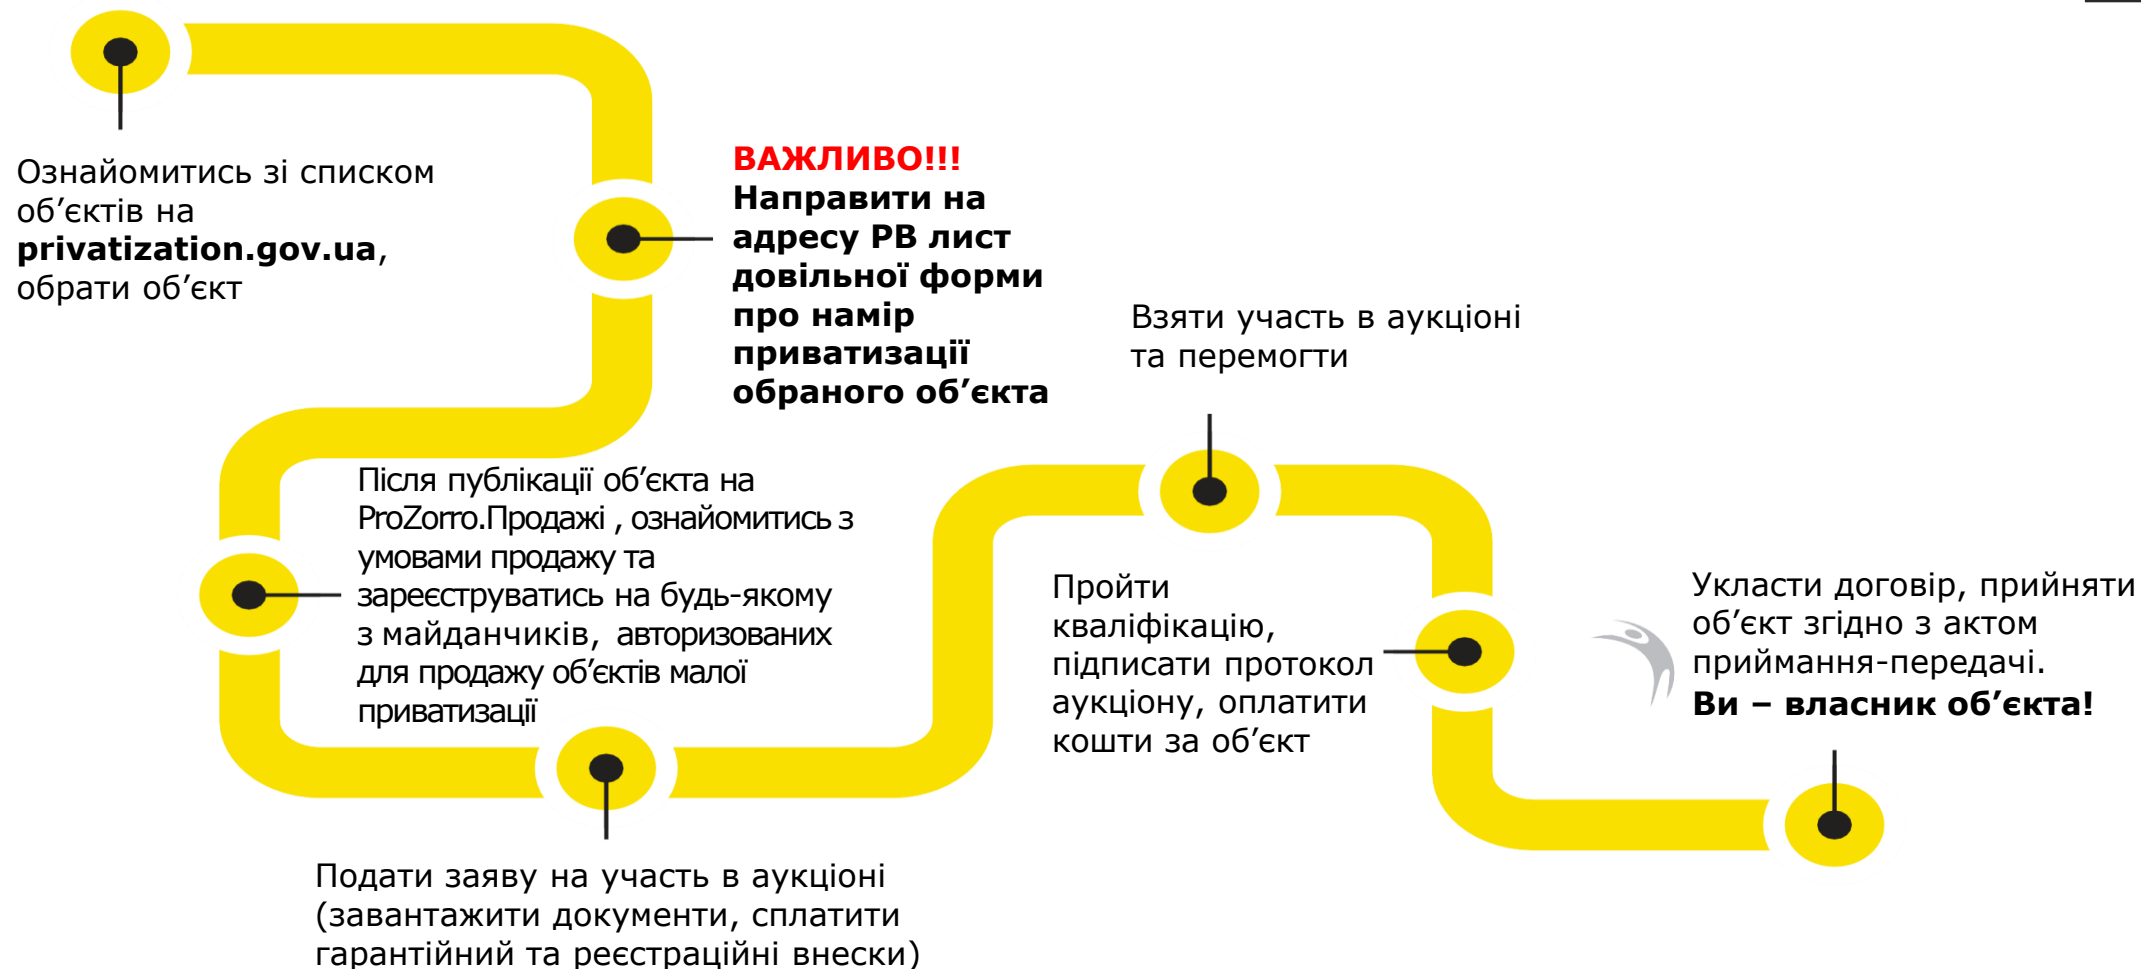 Ознайомитись зі списком
об’єктів на
privatization.gov.ua,
обрати об’єкт
ВАЖЛИВО!!!
Направити на
адресу РВ лист
довільної форми
про намір
приватизації
обраного об’єкта
Після публікації об’єкта на
ProZorro.Продажі , ознайомитись з
умовами продажу та
зареєструватись на будь-якому
з майданчиків, авторизованих
для продажу об’єктів малої
приватизації
Подати заяву на участь в аукціоні
(завантажити документи, сплатити
гарантійний та реєстраційні внески)
Взяти участь в аукціоні
та перемогти
Пройти
кваліфікацію,
підписати протокол
аукціону, оплатити
кошти за об’єкт
Укласти договір, прийняти
об’єкт згідно з актом
приймання-передачі.
Ви – власник об’єкта!